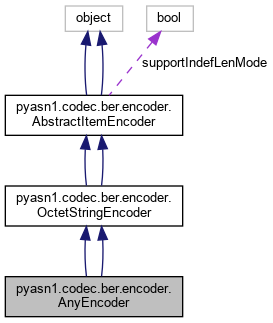 object
bool
supportIndefLenMode
pyasn1.codec.ber.encoder.
AbstractItemEncoder
pyasn1.codec.ber.encoder.
OctetStringEncoder
pyasn1.codec.ber.encoder.
AnyEncoder